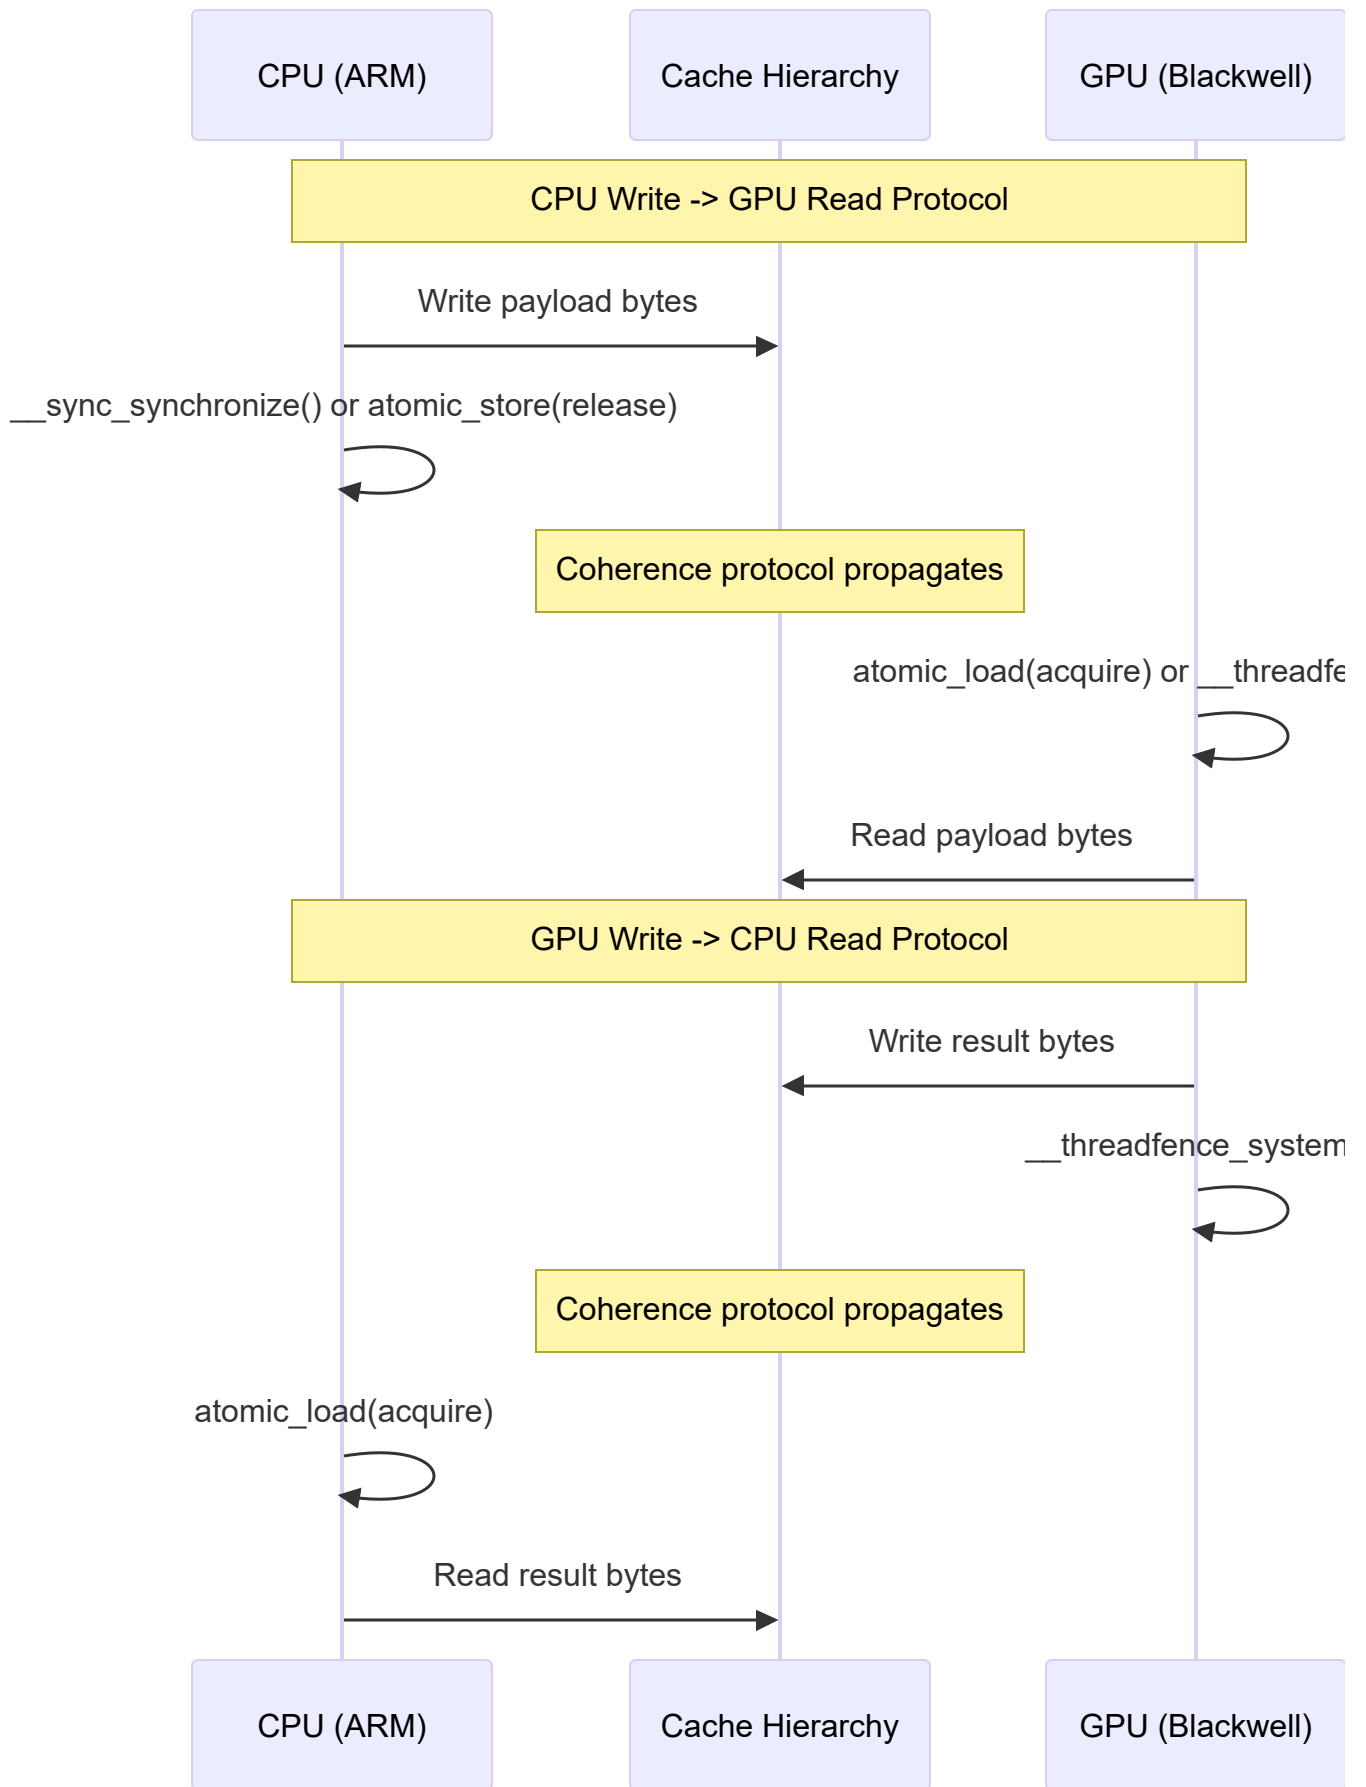 CPU (ARM)
Cache Hierarchy
GPU (Blackwell)
CPU Write -> GPU Read Protocol
Write payload bytes
__sync_synchronize() or atomic_store(release)
Coherence protocol propagates
atomic_load(acquire) or __threadfe
Read payload bytes
GPU Write -> CPU Read Protocol
Write result bytes
__threadfence_system
Coherence protocol propagates
atomic_load(acquire)
Read result bytes
CPU (ARM)
Cache Hierarchy
GPU (Blackwell)